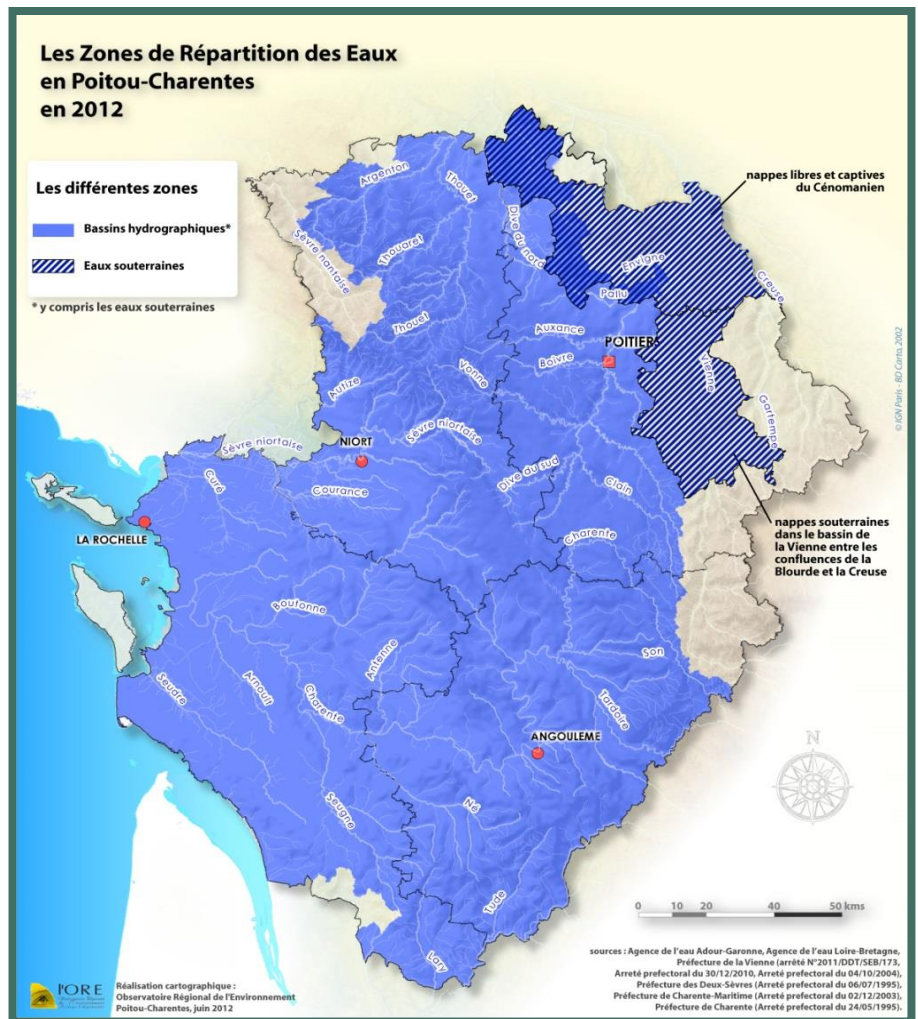 Les Zones de Répartition des Eaux
en Poitou-Charentes
en 2012
Les différentes zones
Bassins hydrographiques*
Eaux souterraines
* y compris les eaux souterraines
nappes libres et captives
du Cénomanien
Argenton
Thouet
Dive du nord
Sèvre nantaise
Thouaret
Envigne
Creuse
Pallu
Thouet
Auxance
POITIER
Boivre
Vienne
Vonne
Autize
Gartempe
© IGN Paris - BD Carto, 2002
Sèvre niortaise
NIORT
Sèvre niortaise
Curé
Courance
Dive du sud
Clain
LA ROCHELLE
Charente
nappes souterraines
dans le bassin de
la Vienne entre les
confluences de la
Blourde et la Creuse
Boutonne
Antenne
Son
Seudre
Arnoult
Charente
Tardoire
ANGOULEME
N
Né
Seugne
Tude
Lary
0 10 20 40 50 kms
sources : Agence de l'eau Adour-Garonne, Agence de l'eau Loire-Bretagne,
Préfecture de la Vienne (arrêté N°2011/DDT/SEB/173,
Arreté prefectoral du 30/12/2010, Arreté prefectoral du 04/10/2004),
Préfecture des Deux-Sèvres (Arreté prefectoral du 06/07/1995),
Préfecture de Charente-Maritime (Arreté prefectoral du 02/12/2003),
Préfecture de Charente (Arreté prefectoral du 24/05/1995).
l'ORE
Réalisation cartographique :
Observatoire Régional de l'Environnement
Poitou-Charentes, juin 2012